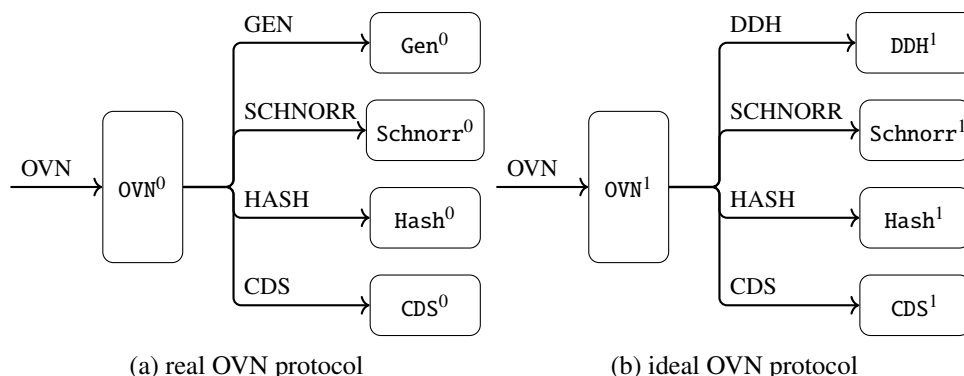 GEN
Gen⁰
SCHNORR
Schnorr⁰
OVN
OVN⁰
HASH
Hash⁰
CDS
CDS⁰
(a) real OVN protocol
DDH
DDH¹
SCHNORR
Schnorr¹
OVN
OVN¹
HASH
Hash¹
CDS
CDS¹
(b) ideal OVN protocol